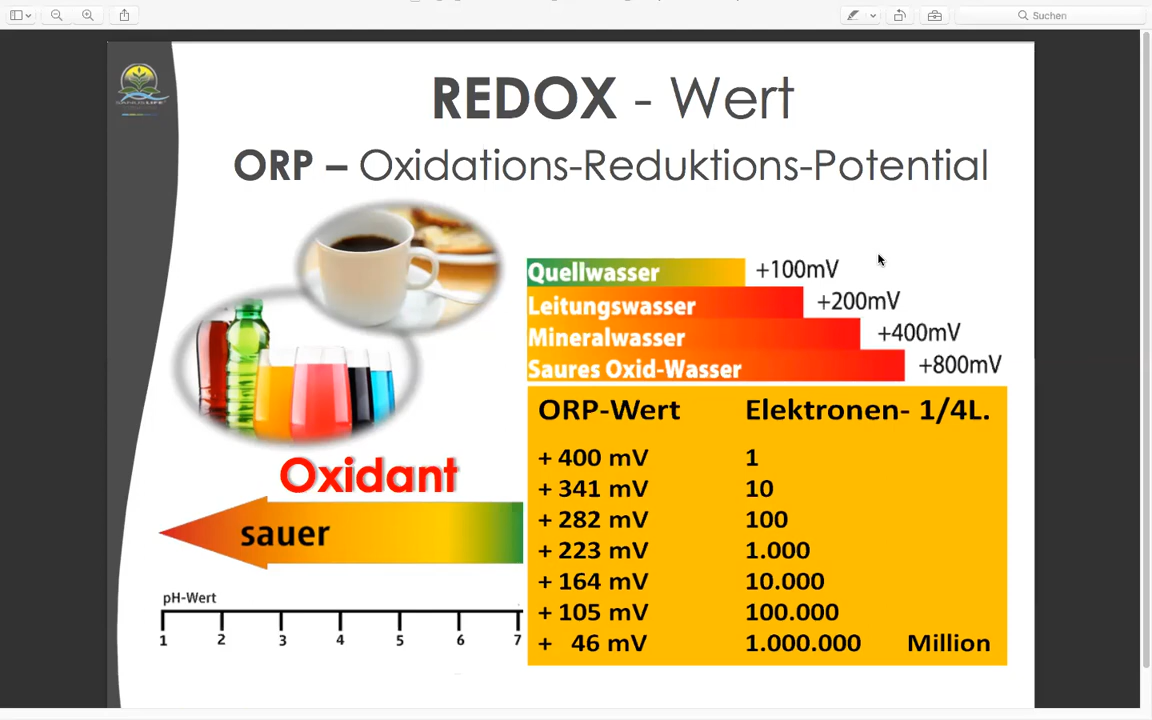 Suchen
SANUSLIFE
REDOX - Wert
ORP – Oxidations-Reduktions-Potential
Quellwasser +100mV
Leitungswasser +200mV
Mineralwasser +400mV
Saures Oxid-Wasser +800mV
Oxidant
sauer
pH-Wert
1 2 3 4 5 6 7
ORP-Wert Elektronen- 1/4L.
+ 400 mV 1
+ 341 mV 10
+ 282 mV 100
+ 223 mV 1.000
+ 164 mV 10.000
+ 105 mV 100.000
+ 46 mV 1.000.000 Million